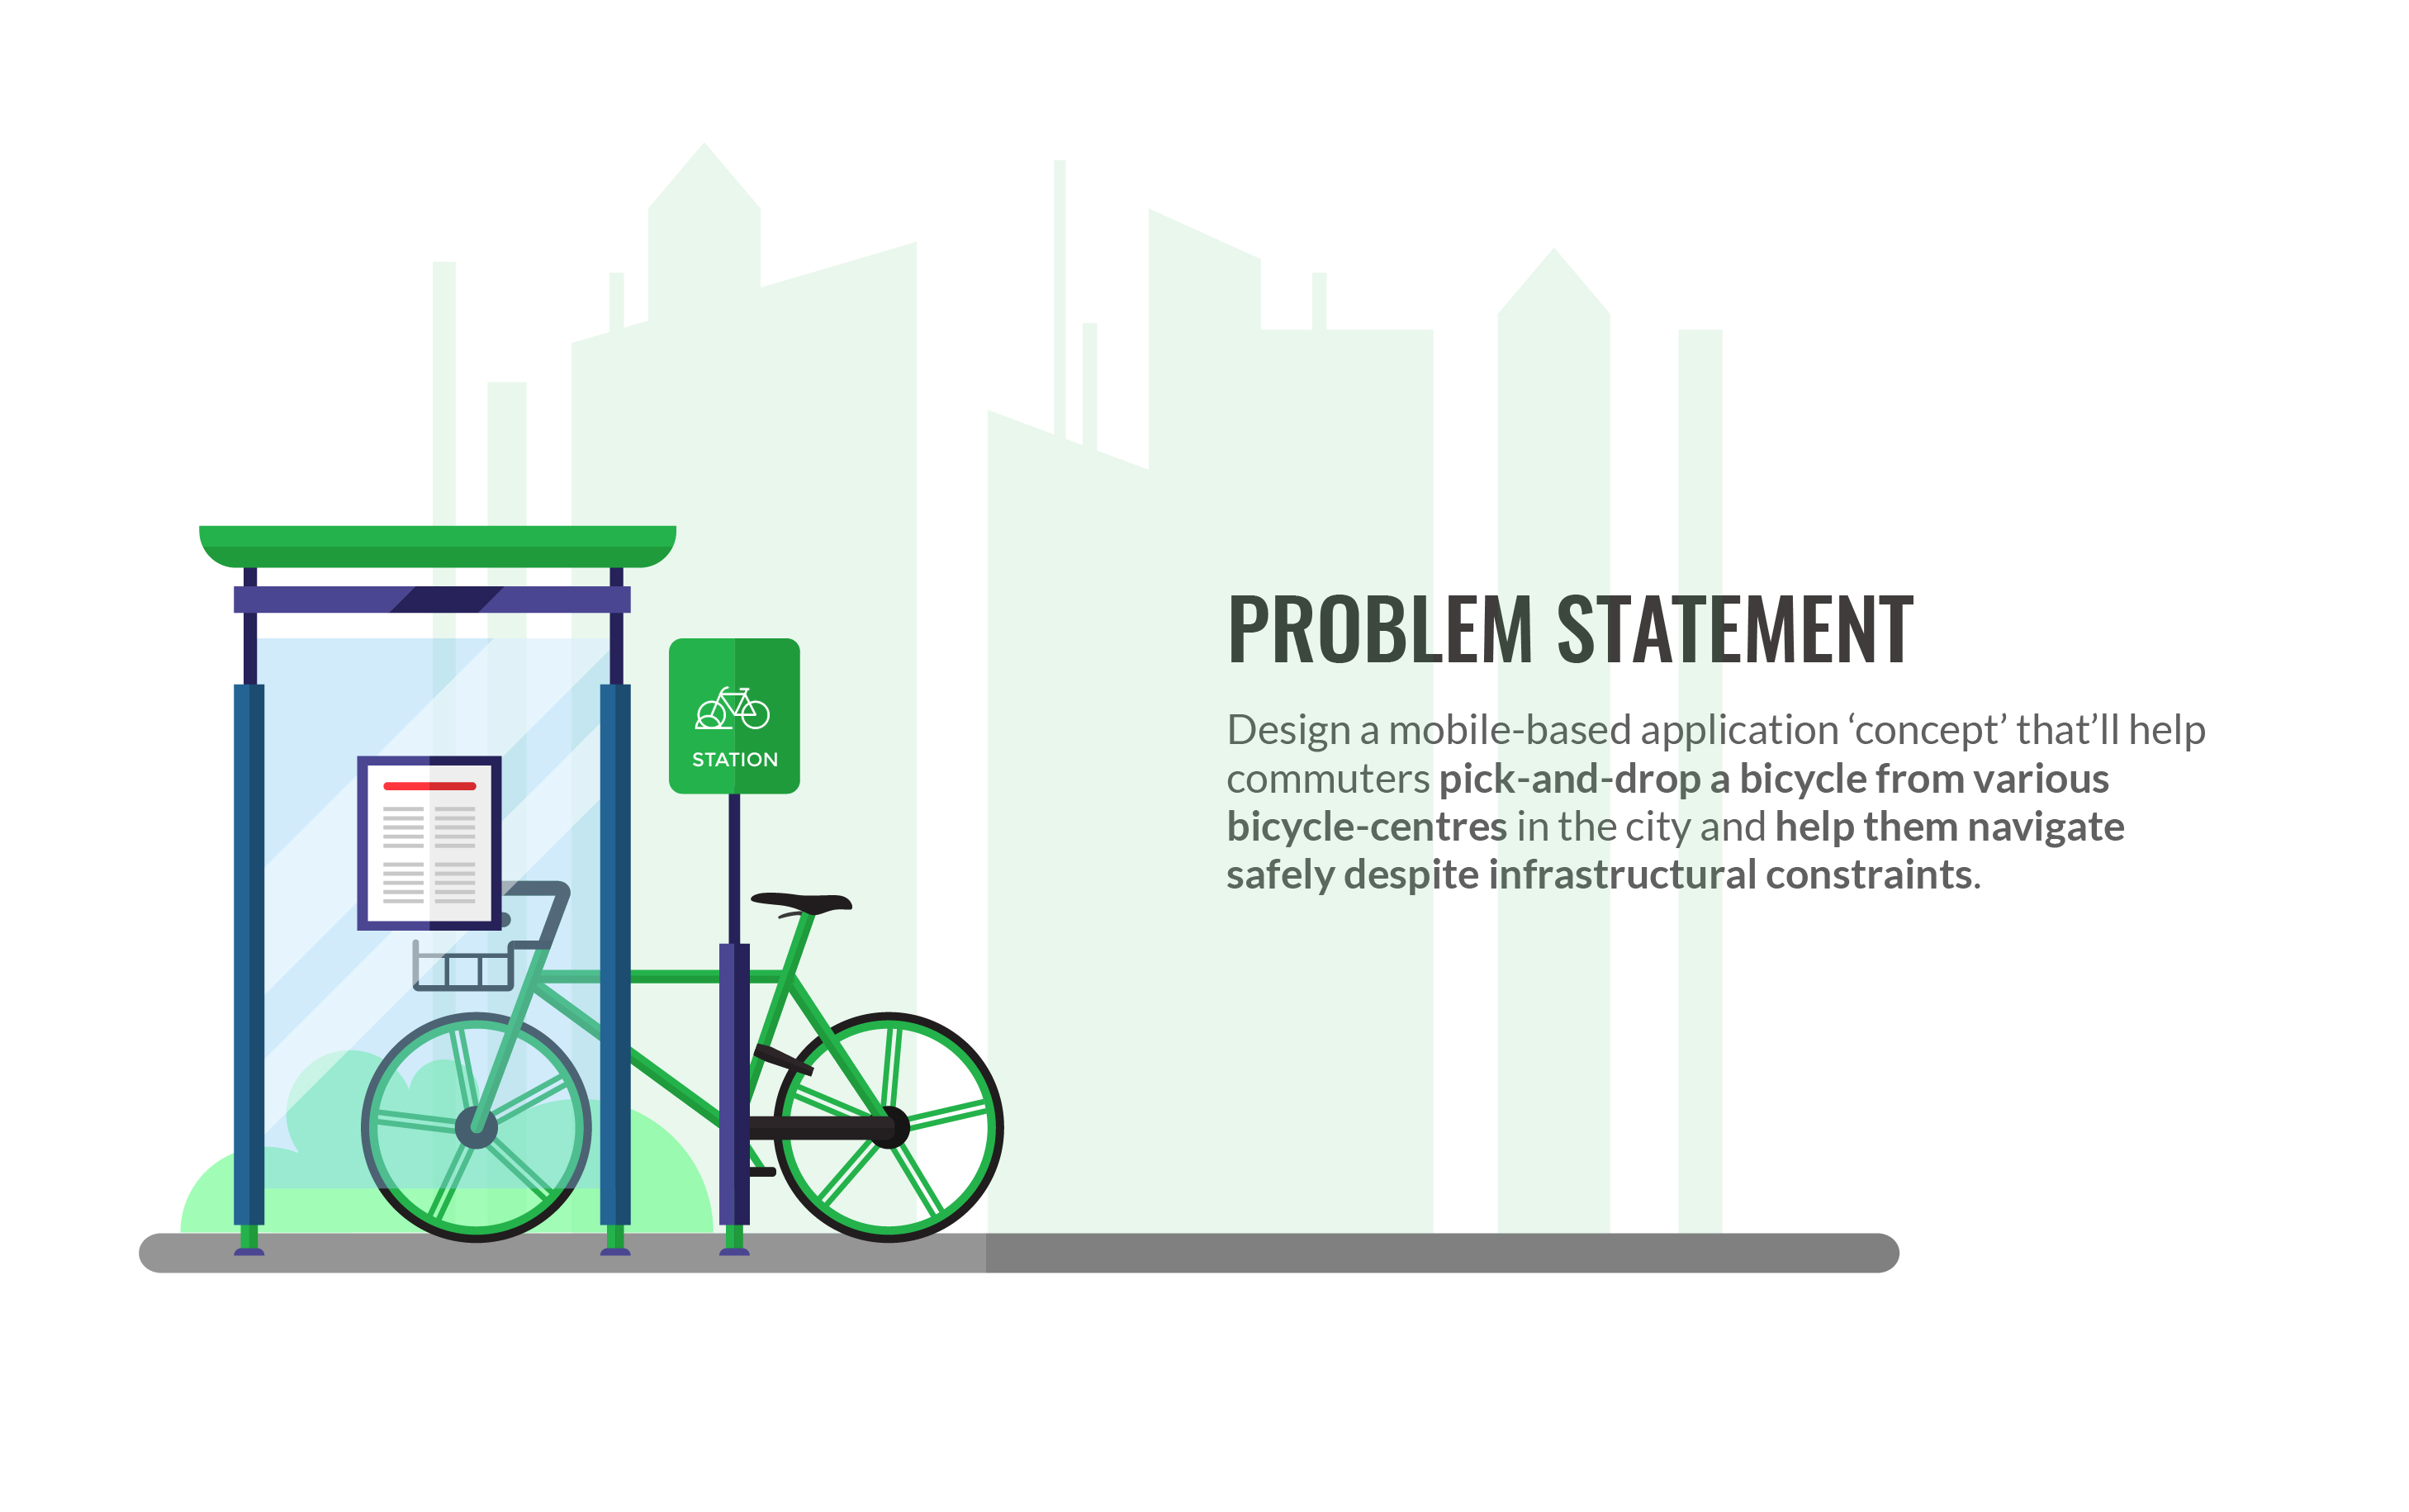 STATION
PROBLEM STATEMENT
Design a mobile-based application ‘concept’ that’ll help
commuters pick-and-drop a bicycle from various
bicycle-centres in the city and help them navigate
safely despite infrastructural constraints.